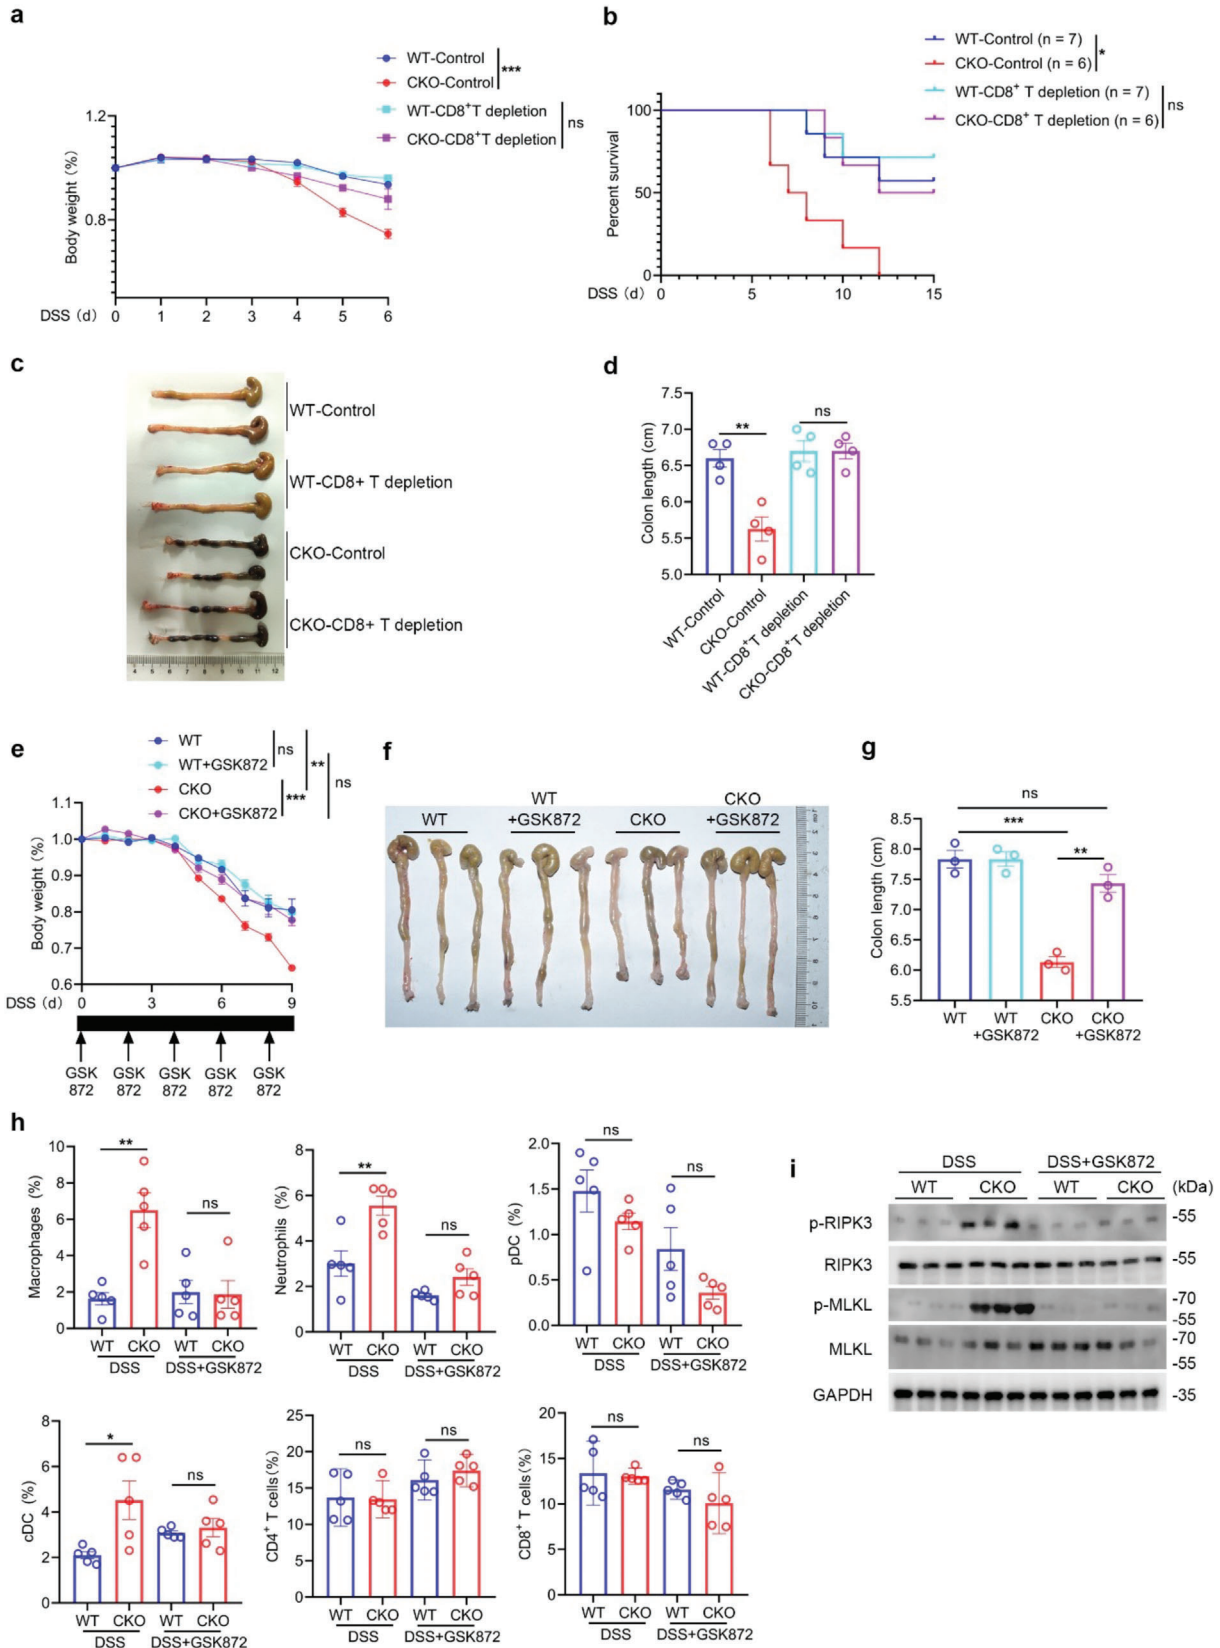 a
WT-Control
CKO-Control
***
WT-CD8+T depletion
CKO-CD8+T depletion
ns
Body weight (%)
1.2
0.8
DSS (d)
0 1 2 3 4 5 6
b
WT-Control (n = 7)
CKO-Control (n = 6)
*
WT-CD8+ T depletion (n = 7)
CKO-CD8+ T depletion (n = 6)
ns
Percent survival
100
50
0
DSS (d)
5 10 15
c
WT-Control
WT-CD8+ T depletion
CKO-Control
CKO-CD8+ T depletion
4 5 6 7 8 9 10 11 12
d
Colon length (cm)
7.5
7.0
6.5
6.0
5.5
5.0
**
ns
WT-Control
CKO-Control
WT-CD8+T depletion
CKO-CD8+T depletion
e
WT
WT+GSK872
CKO
CKO+GSK872
ns
**
ns
***
Body weight (%)
1.1
1.0
0.9
0.8
0.7
0.6
DSS (d)
0 3 6 9
GSK 872
GSK 872
GSK 872
GSK 872
GSK 872
f
WT
WT +GSK872
CKO
CKO +GSK872
g
Colon length (cm)
8.5
8.0
7.5
6.5
6.0
5.5
ns
***
**
WT
WT +GSK872
CKO
CKO +GSK872
h
Macrophages (%)
10
8
6
4
2
0
**
ns
WT CKO WT CKO
DSS DSS+GSK872
Neutrophils (%)
8
6
4
2
0
**
ns
WT CKO WT CKO
DSS DSS+GSK872
pDC (%)
2.0
1.5
1.0
0.5
0.0
ns
ns
WT CKO WT CKO
DSS DSS+GSK872
cDC (%)
8
6
4
2
0
*
ns
WT CKO WT CKO
DSS DSS+GSK872
CD4+ T cells(%)
25
20
15
10
5
0
ns
ns
WT CKO WT CKO
DSS DSS+GSK872
CD8+ T cells(%)
20
15
10
5
0
ns
ns
WT CKO WT CKO
DSS DSS+GSK872
i
DSS DSS+GSK872
WT CKO WT CKO (kDa)
p-RIPK3 -55
RIPK3 -55
p-MLKL -70
-55
MLKL -70
-55
GAPDH -35